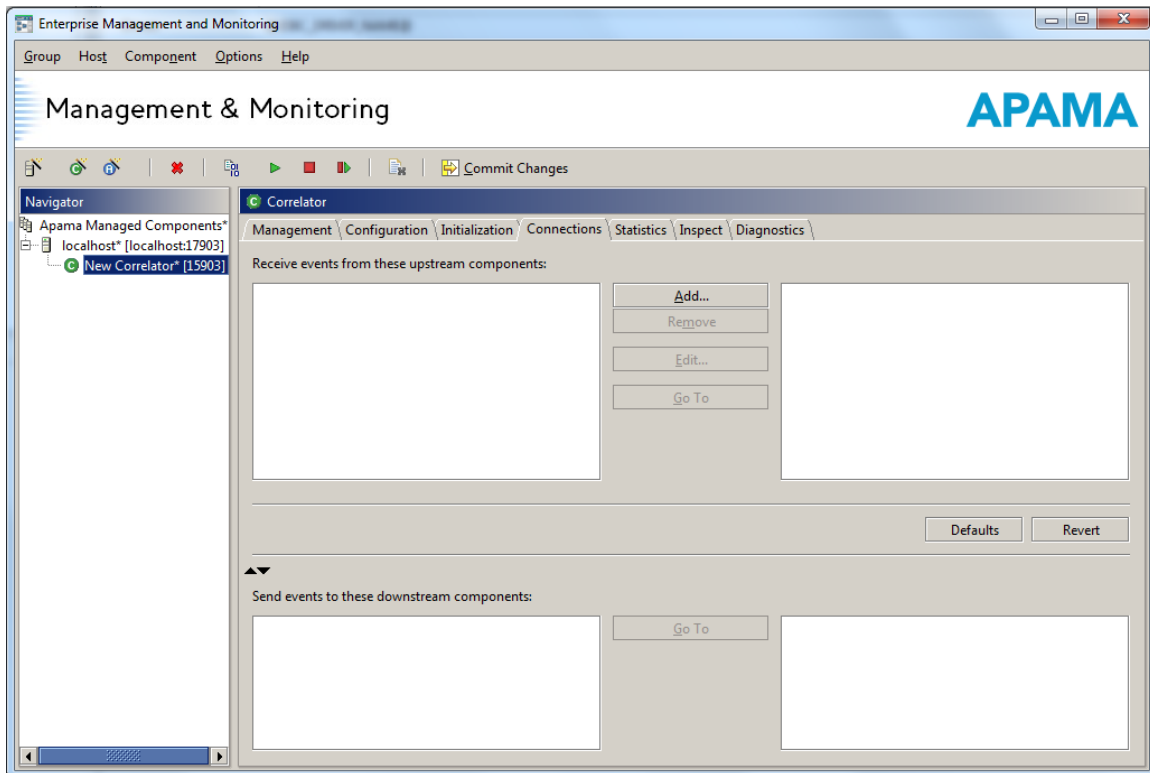 Enterprise Management and Monitoring
Group Host Component Options Help
Management & Monitoring
APAMA
Commit Changes
Navigator
Apama Managed Components*
localhost* [localhost:17903]
New Correlator* [15903]
Correlator
Management Configuration Initialization Connections Statistics Inspect Diagnostics
Receive events from these upstream components:
Add...
Remove
Edit...
Go To
Defaults Revert
Send events to these downstream components:
Go To